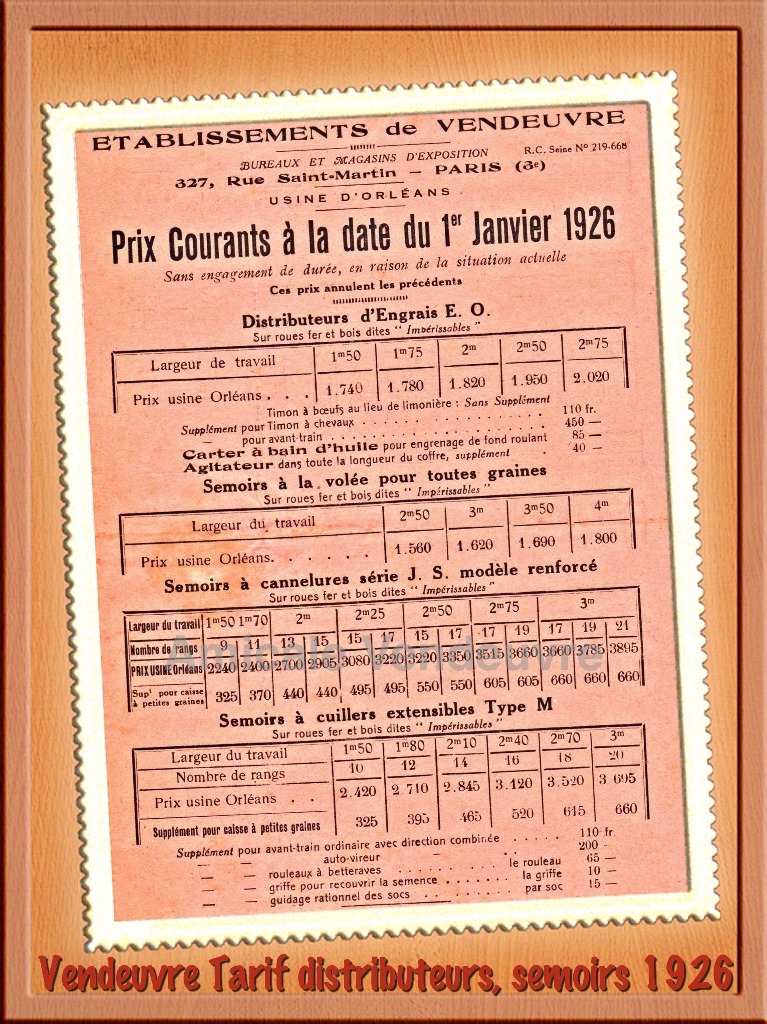 ETABLISSEMENTS de VENDEUVRE
BUREAUX ET MAGASINS D'EXPOSITION R.C. Seine Nº 219-668
327, Rue Saint-Martin — PARIS (3e)
USINE D'ORLÉANS
Prix Courants à la date du 1er Janvier 1926
Sans engagement de durée, en raison de la situation actuelle
Ces prix annulent les précédents
Distributeurs d'Engrais E. O.
Sur roues fer et bois dites " Impérissables "
Largeur de travail 1m50 1m75 2m 2m50 2m75
Prix usine Orléans . . . 1.740 1.780 1.820 1.950 2.020
Timon à bœufs au lieu de limonière : Sans Supplément
Supplément pour Timon à chevaux . . . . . . . . 110 fr.
— pour avant-train . . . . . . . . 450 —
Carter à bain d'huile pour engrenage de fond roulant 85 —
Agitateur dans toute la longueur du coffre, supplément . 40 —
Semoirs à la volée pour toutes graines
Sur roues fer et bois dites " Impérissables "
Largeur du travail 2m50 3m 3m50 4m
Prix usine Orléans. . . . . . 1.560 1.620 1.690 1.800
Semoirs à cannelures série J. S. modèle renforcé
Sur roues fer et bois dites " Impérissables "
Largeur du travail 1m50 1m70 2m 2m25 2m50 2m75 3m
Nombre de rangs 9 11 13 15 15 17 15 17 17 19 17 19 21
PRIX USINE Orléans 2240 2400 2700 2905 3080 3220 3220 3350 3515 3660 3660 3785 3895
Supt pour caisse à petites graines 325 370 440 440 495 495 550 550 605 605 660 660 660
Amicale Vendeuvre
Semoirs à cuillers extensibles Type M
Sur roues fer et bois dites " Impérissables "
Largeur du travail 1m50 1m80 2m10 2m40 2m70 3m
Nombre de rangs 10 12 14 16 18 20
Prix usine Orléans . . 2.420 2.710 2.845 3.120 3.520 3 695
Supplément pour caisse à petites graines 325 395 465 520 615 660
Supplément pour avant-train ordinaire avec direction combinée . . . . . 110 fr
— — auto-vireur — . . 200 -
— — rouleaux à betteraves . . . . . . . . le rouleau 65 —
— — griffe pour recouvrir la semence . . . . . . la griffe 10 —
— — guidage rationnel des socs . . . . . . . par soc 15 —
Vendeuvre Tarif distributeurs, semoirs 1926